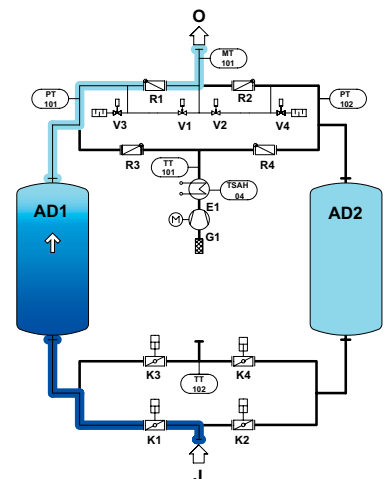 O
MT
101
PT
101
R1
R2
PT
102
V3
V1
V2
V4
R3
R4
TT
101
TSAH
04
E1
M
G1
AD1
AD2
K3
K4
TT
102
K1
K2